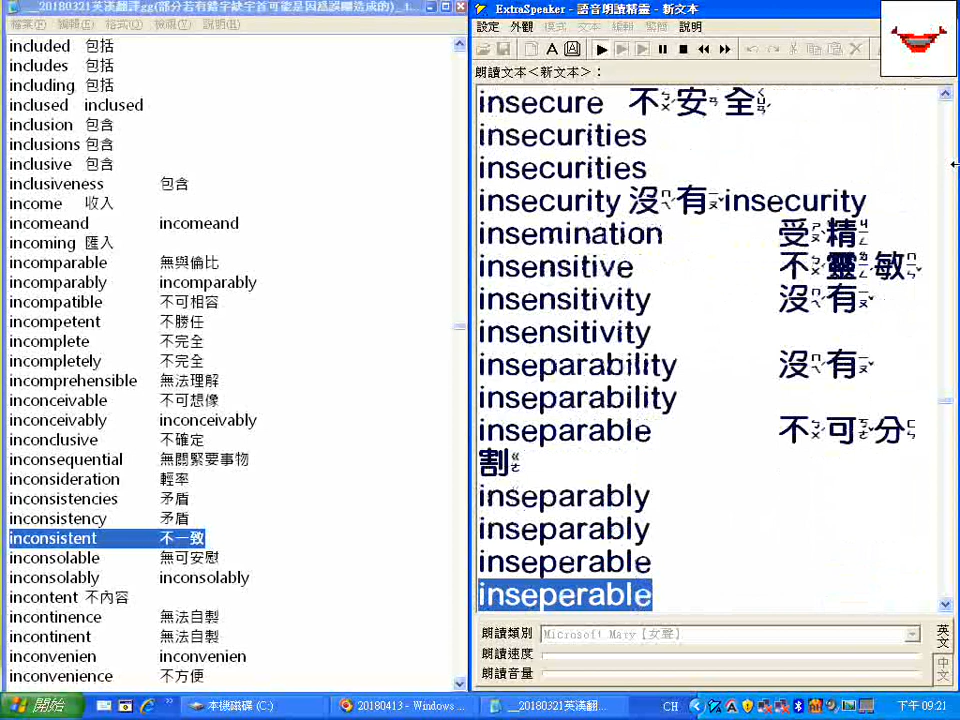 __20180321英漢翻譯gg(部分若有錯字缺字首可能是因為誤刪造成的)_1...
檔案(F) 編輯(E) 格式(O) 檢視(V) 說明(H)
included 包括
includes 包括
including 包括
inclused inclused
inclusion 包含
inclusions 包含
inclusive 包含
inclusiveness 包含
income 收入
incomeand incomeand
incoming 匯入
incomparable 無與倫比
incomparably incomparably
incompatible 不可相容
incompetent 不勝任
incomplete 不完全
incompletely 不完全
incomprehensible 無法理解
inconceivable 不可想像
inconceivably inconceivably
inconclusive 不確定
inconsequential 無關緊要事物
inconsideration 輕率
inconsistencies 矛盾
inconsistency 矛盾
inconsistent 不一致
inconsolable 無可安慰
inconsolably inconsolably
incontent 不內容
incontinence 無法自製
incontinent 無法自製
inconvenien inconvenien
inconvenience 不方便
ExtraSpeaker - 語音朗讀精靈 - 新文本
設定 外觀 模式 文本 編輯 繁簡 說明
朗讀文本<新文本>：
insecure 不安全
insecurities
insecurities
insecurity 沒有insecurity
insemination 受精
insensitive 不靈敏
insensitivity 沒有
insensitivity
inseparability 沒有
inseparability
inseparable 不可分
割
inseparably
inseparably
inseperable
inseperable
朗讀類別 Microsoft Mary【女聲】
朗讀速度
朗讀音量
英文
中文
開始 本機磁碟 (C:) 20180413 - Windows ... __20180321英漢翻... CH 下午 09:21